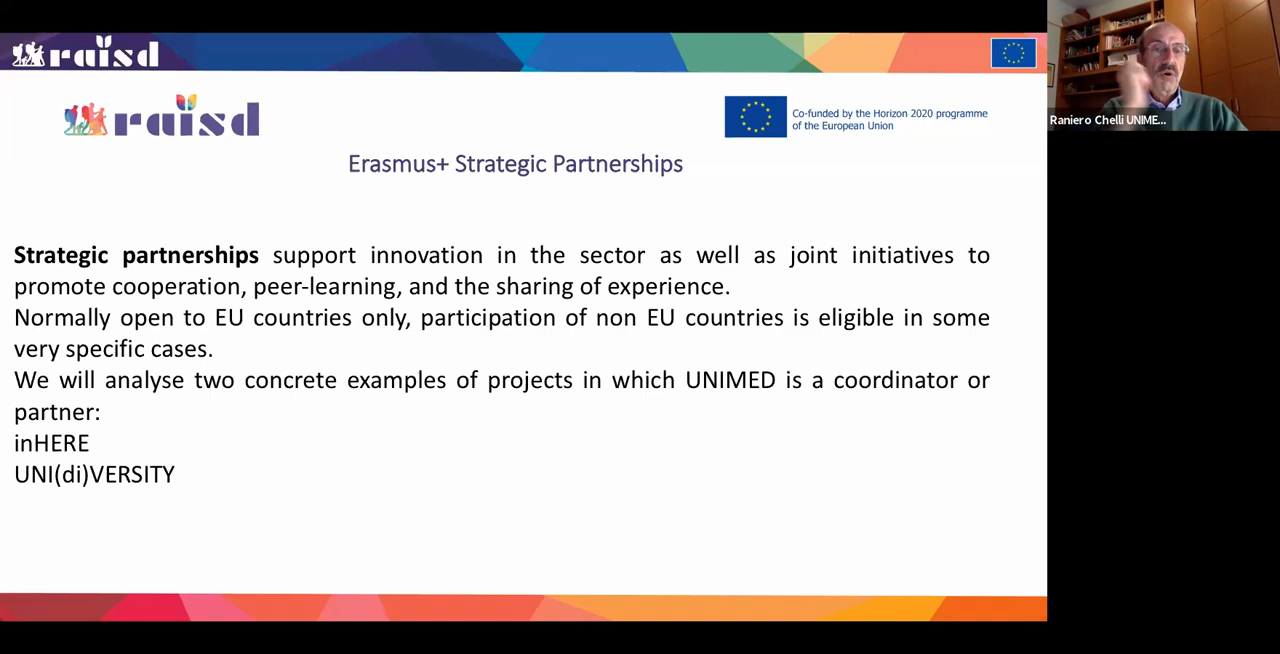 raisd
raisd
Co-funded by the Horizon 2020 programme
of the European Union
Erasmus+ Strategic Partnerships
Strategic partnerships support innovation in the sector as well as joint initiatives to
promote cooperation, peer-learning, and the sharing of experience.
Normally open to EU countries only, participation of non EU countries is eligible in some
very specific cases.
We will analyse two concrete examples of projects in which UNIMED is a coordinator or
partner:
inHERE
UNI(di)VERSITY
Raniero Chelli UNIME...